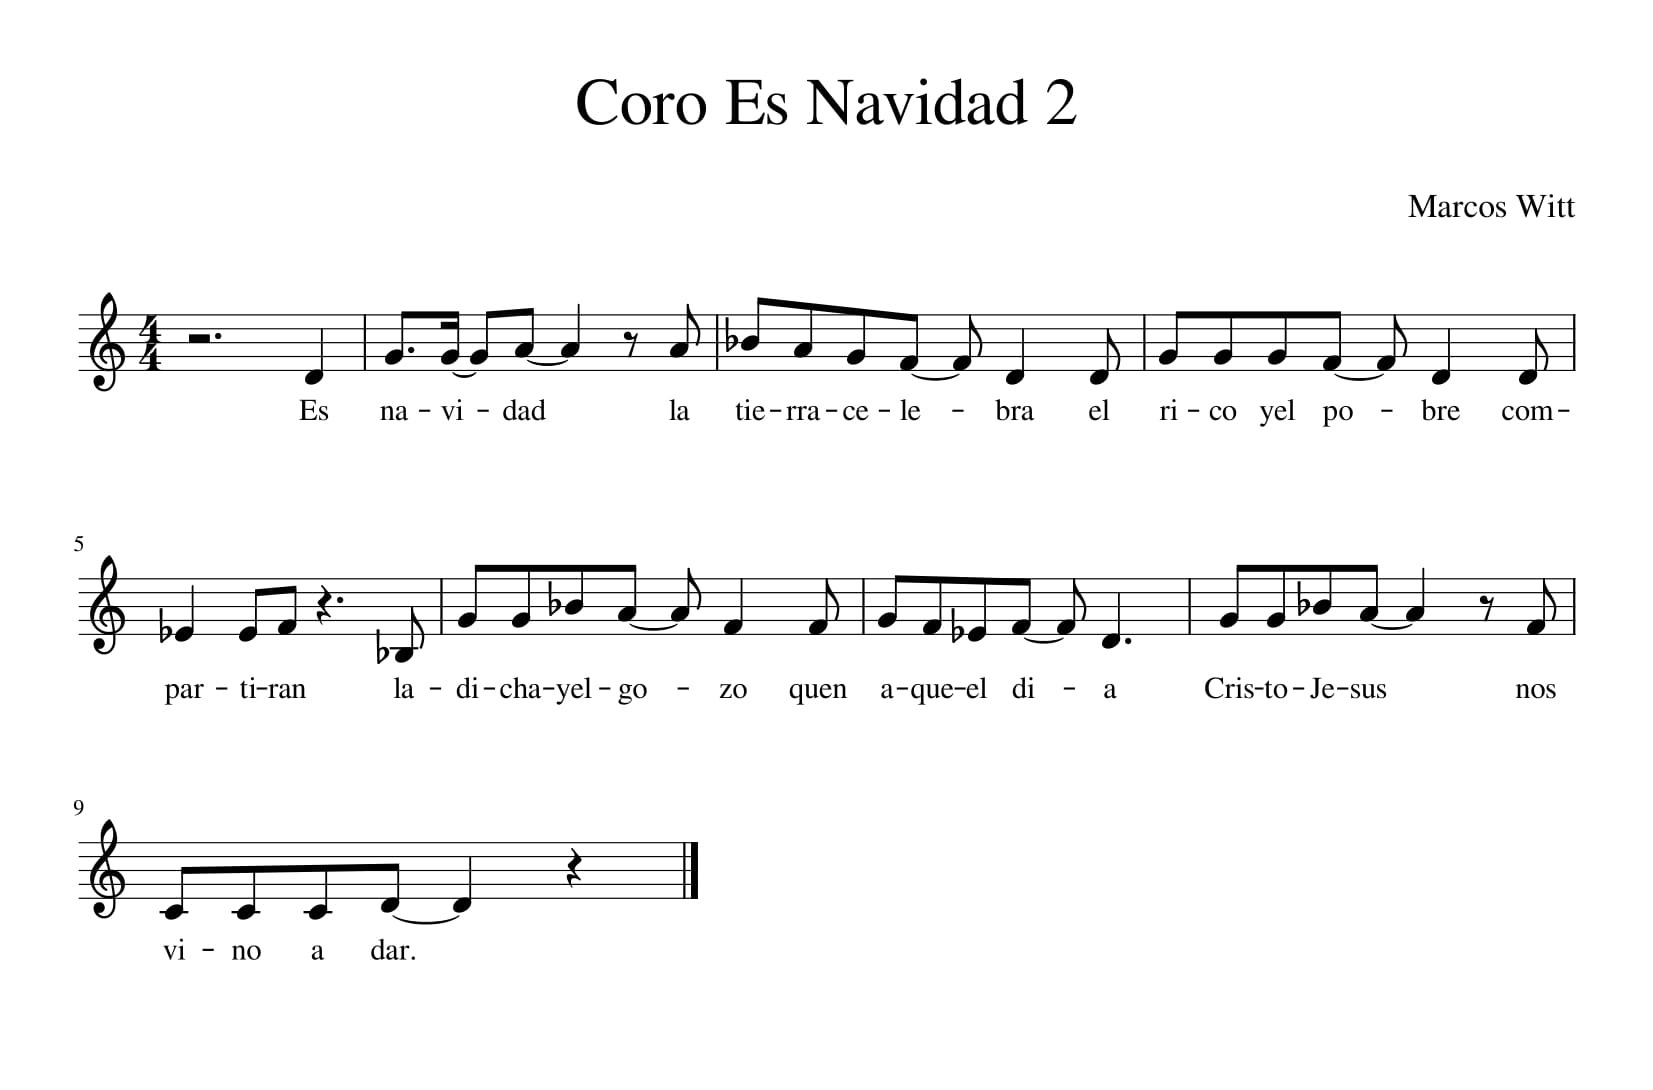 Coro Es Navidad 2
Marcos Witt
4
4
Es na - vi - dad la tie - rra - ce - le - bra el ri - co yel po - bre com -
5
par - ti - ran la - di - cha - yel - go - zo quen a - que - el di - a Cris - to - Je - sus nos
9
vi - no a dar.